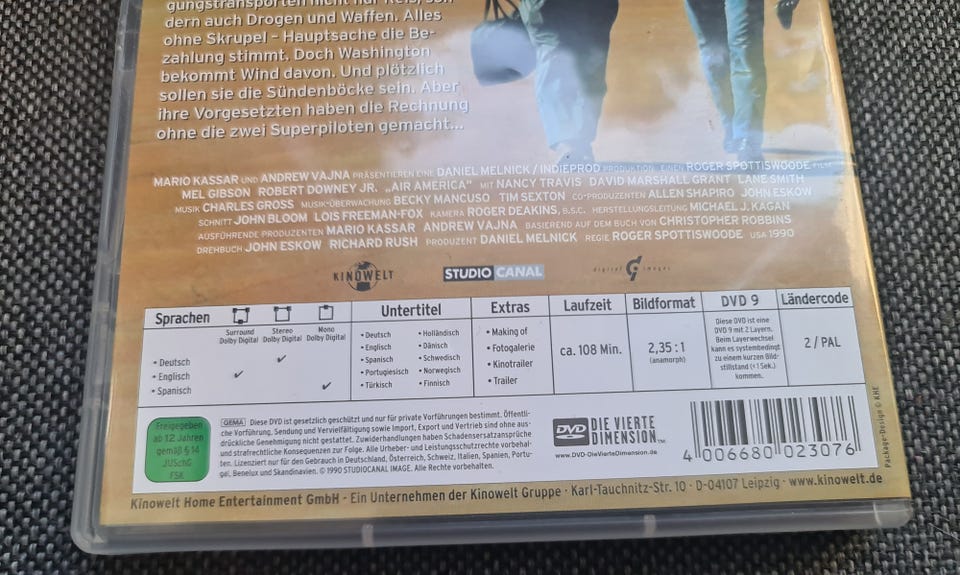 gungstransporten nicht nur Reis, son-
dern auch Drogen und Waffen. Alles
ohne Skrupel – Hauptsache die Be-
zahlung stimmt. Doch Washington
bekommt Wind davon. Und plötzlich
sollen sie die Sündenböcke sein. Aber
ihre Vorgesetzten haben die Rechnung
ohne die zwei Superpiloten gemacht...
MARIO KASSAR UND ANDREW VAJNA PRÄSENTIEREN EINE DANIEL MELNICK / INDIEPROD PRODUKTION EINEN ROGER SPOTTISWOODE FILM
MEL GIBSON ROBERT DOWNEY JR. „AIR AMERICA" MIT NANCY TRAVIS DAVID MARSHALL GRANT LANE SMITH
MUSIK CHARLES GROSS MUSIK-ÜBERWACHUNG BECKY MANCUSO TIM SEXTON CO-PRODUZENTEN ALLEN SHAPIRO JOHN ESKOW
SCHNITT JOHN BLOOM LOIS FREEMAN-FOX KAMERA ROGER DEAKINS, B.S.C. HERSTELLUNGSLEITUNG MICHAEL J. KAGAN
AUSFÜHRENDE PRODUZENTEN MARIO KASSAR ANDREW VAJNA BASIEREND AUF DEM BUCH VON CHRISTOPHER ROBBINS
DREHBUCH JOHN ESKOW RICHARD RUSH PRODUZENT DANIEL MELNICK REGIE ROGER SPOTTISWOODE USA 1990
KINOWELT STUDIO CANAL digital images
Sprachen
Surround Dolby Digital
Stereo Dolby Digital
Mono Dolby Digital
• Deutsch ✓
• Englisch ✓
• Spanisch ✓
Untertitel
• Deutsch • Holländisch
• Englisch • Dänisch
• Spanisch • Schwedisch
• Portugiesisch • Norwegisch
• Türkisch • Finnisch
Extras
• Making of
• Fotogalerie
• Kinotrailer
• Trailer
Laufzeit
ca. 108 Min.
Bildformat
2,35 : 1
(anamorph)
DVD 9
Diese DVD ist eine
DVD 9 mit 2 Layern.
Beim Layerwechsel
kann es systembedingt
zu einem kurzen Bild-
stillstand (<1 Sek.)
kommen.
Ländercode
2 / PAL
Freigegeben
ab 12 Jahren
gemäß § 14
JUSchG
FSK
GEMA Diese DVD ist gesetzlich geschützt und nur für private Vorführungen bestimmt. Öffentli-
che Vorführung, Sendung und Vervielfältigung sowie Import, Export und Vertrieb sind ohne aus-
drückliche Genehmigung nicht gestattet. Zuwiderhandlungen haben Schadensersatzansprüche
und strafrechtliche Konsequenzen zur Folge. Alle Urheber- und Leistungsschutzrechte vorbehal-
ten. Lizenziert nur für den Gebrauch in Deutschland, Österreich, Schweiz, Italien, Spanien, Portu-
gal, Benelux und Skandinavien. © 1990 STUDIOCANAL IMAGE. Alle Rechte vorbehalten.
DVD DIE VIERTE
DIMENSION™
www.DVD-DieVierteDimension.de
4 006680 023076
Package-Design © KHE
Kinowelt Home Entertainment GmbH · Ein Unternehmen der Kinowelt Gruppe · Karl-Tauchnitz-Str. 10 · D-04107 Leipzig · www.kinowelt.de